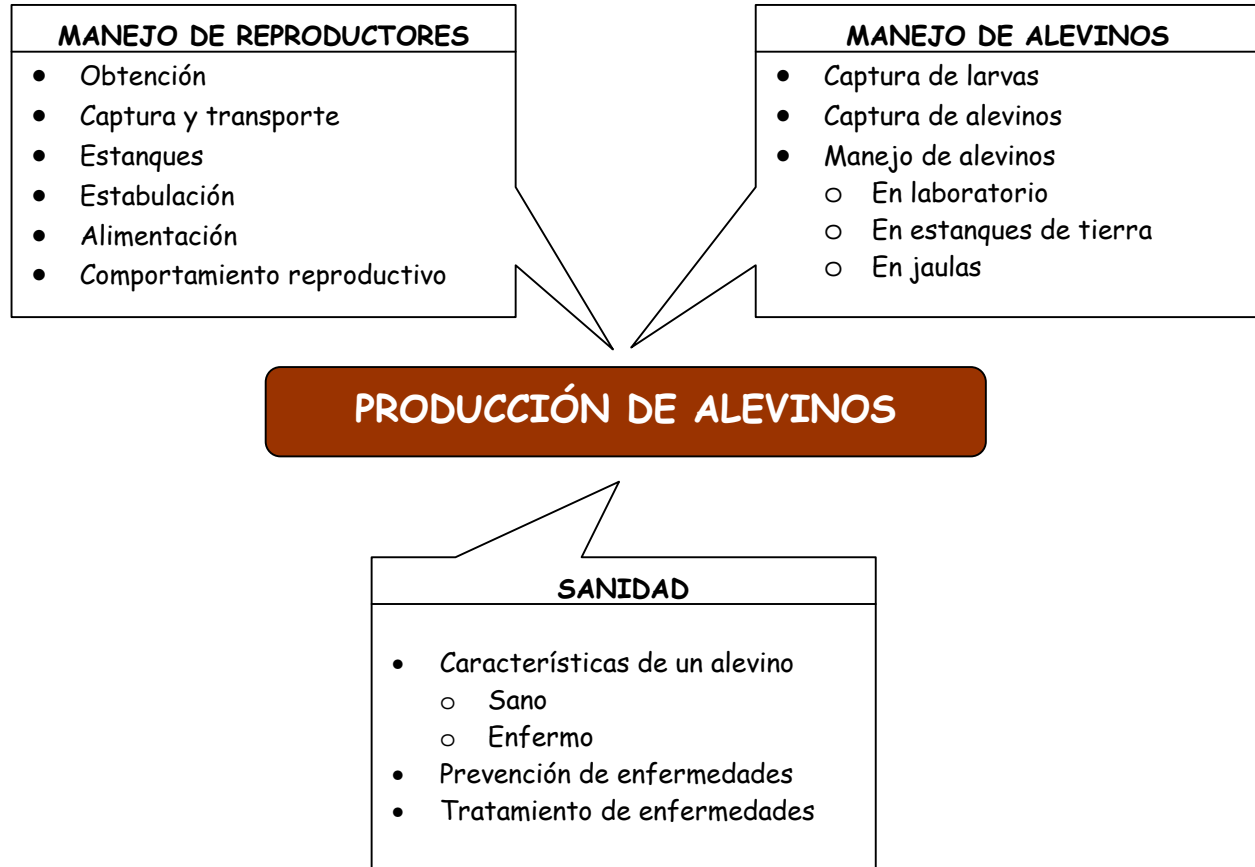 MANEJO DE REPRODUCTORES
• Obtención
• Captura y transporte
• Estanques
• Estabulación
• Alimentación
• Comportamiento reproductivo
MANEJO DE ALEVINOS
• Captura de larvas
• Captura de alevinos
• Manejo de alevinos
o En laboratorio
o En estanques de tierra
o En jaulas
PRODUCCIÓN DE ALEVINOS
SANIDAD
• Características de un alevino
o Sano
o Enfermo
• Prevención de enfermedades
• Tratamiento de enfermedades